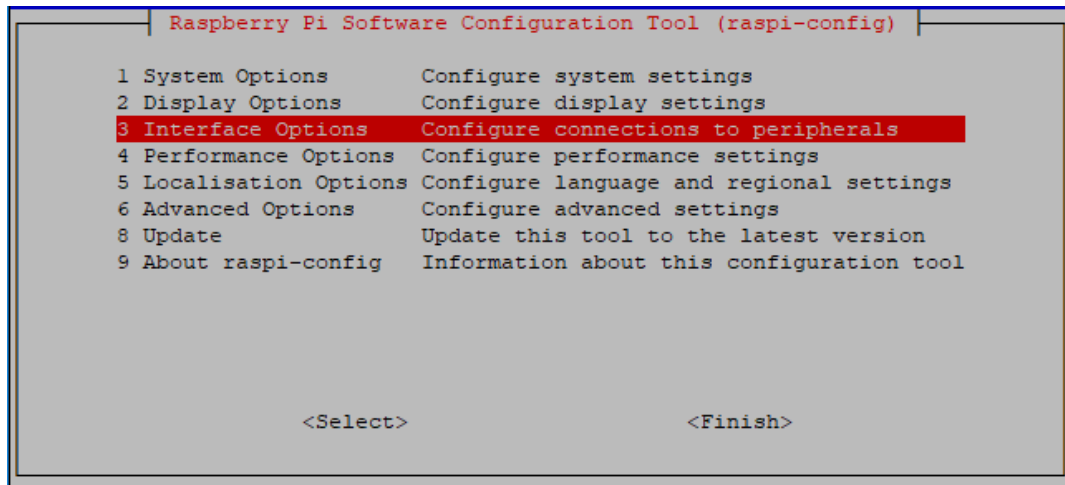 Raspberry Pi Software Configuration Tool (raspi-config)
1 System Options Configure system settings
2 Display Options Configure display settings
3 Interface Options Configure connections to peripherals
4 Performance Options Configure performance settings
5 Localisation Options Configure language and regional settings
6 Advanced Options Configure advanced settings
8 Update Update this tool to the latest version
9 About raspi-config Information about this configuration tool
<Select> <Finish>